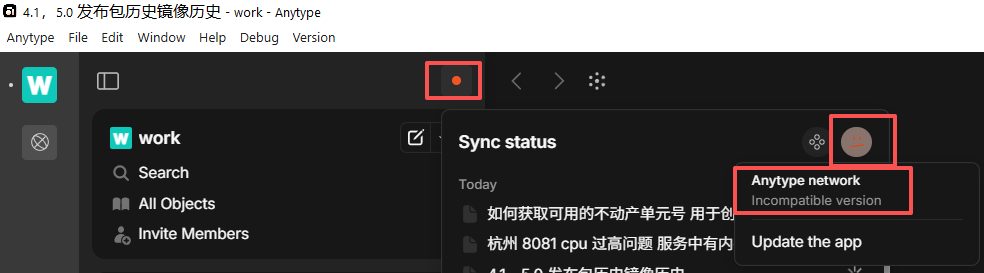 4.1，5.0 发布包历史镜像历史 - work - Anytype
Anytype File Edit Window Help Debug Version
W
W work
Search
All Objects
Invite Members
Sync status
Today
如何获取可用的不动产单元号 用于创
杭州 8081 cpu 过高问题 服务中有内
4.1，5.0 发布包历史镜像历史
Anytype network
Incompatible version
Update the app